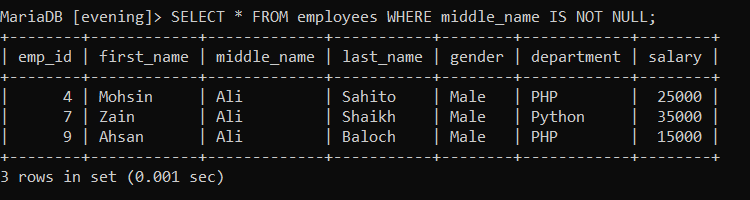 MariaDB [evening]> SELECT * FROM employees WHERE middle_name IS NOT NULL;
+--------+------------+-------------+-----------+--------+------------+--------+
| emp_id | first_name | middle_name | last_name | gender | department | salary |
+--------+------------+-------------+-----------+--------+------------+--------+
|      4 | Mohsin     | Ali         | Sahito    | Male   | PHP        |  25000 |
|      7 | Zain       | Ali         | Shaikh    | Male   | Python     |  35000 |
|      9 | Ahsan      | Ali         | Baloch    | Male   | PHP        |  15000 |
+--------+------------+-------------+-----------+--------+------------+--------+
3 rows in set (0.001 sec)